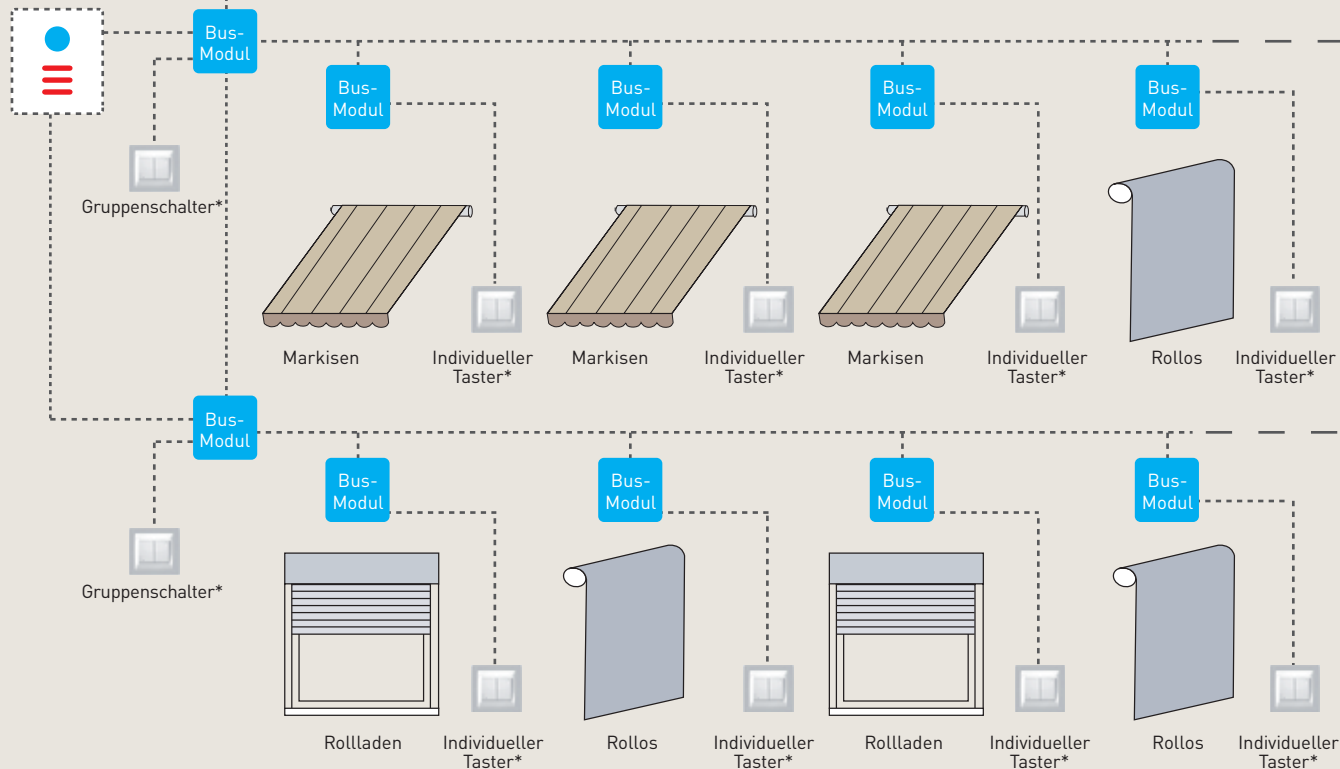 Bus-
Modul
Bus-
Modul
Bus-
Modul
Bus-
Modul
Bus-
Modul
Gruppenschalter*
Markisen
Individueller
Taster*
Markisen
Individueller
Taster*
Markisen
Individueller
Taster*
Rollos
Individueller
Taster*
Bus-
Modul
Bus-
Modul
Bus-
Modul
Bus-
Modul
Bus-
Modul
Gruppenschalter*
Rollladen
Individueller
Taster*
Rollos
Individueller
Taster*
Rollladen
Individueller
Taster*
Rollos
Individueller
Taster*